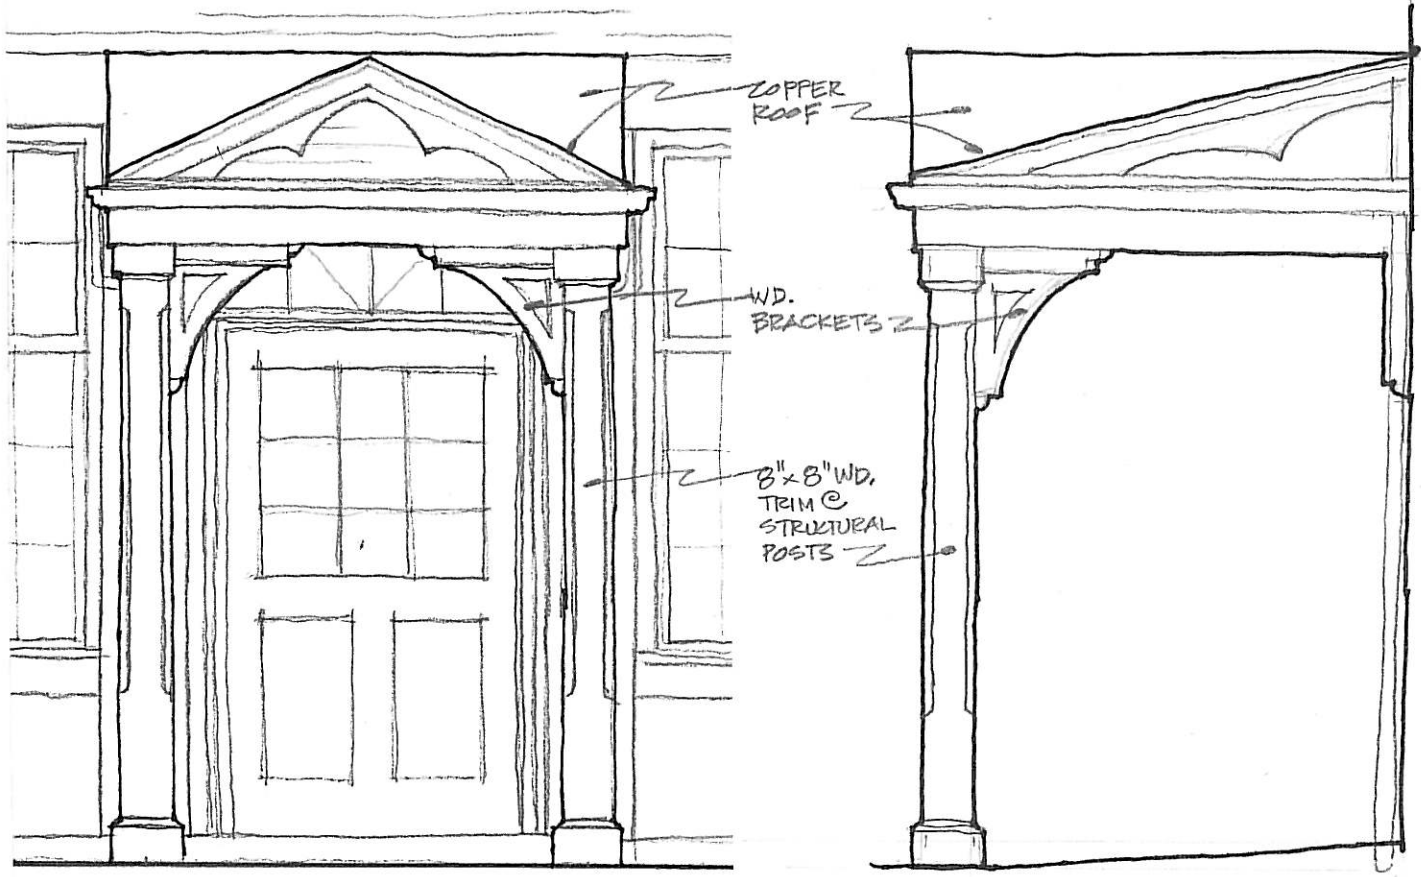 COPPER
ROOF
WD.
BRACKETS
8"x8" WD.
TRIM @
STRUCTURAL
POSTS